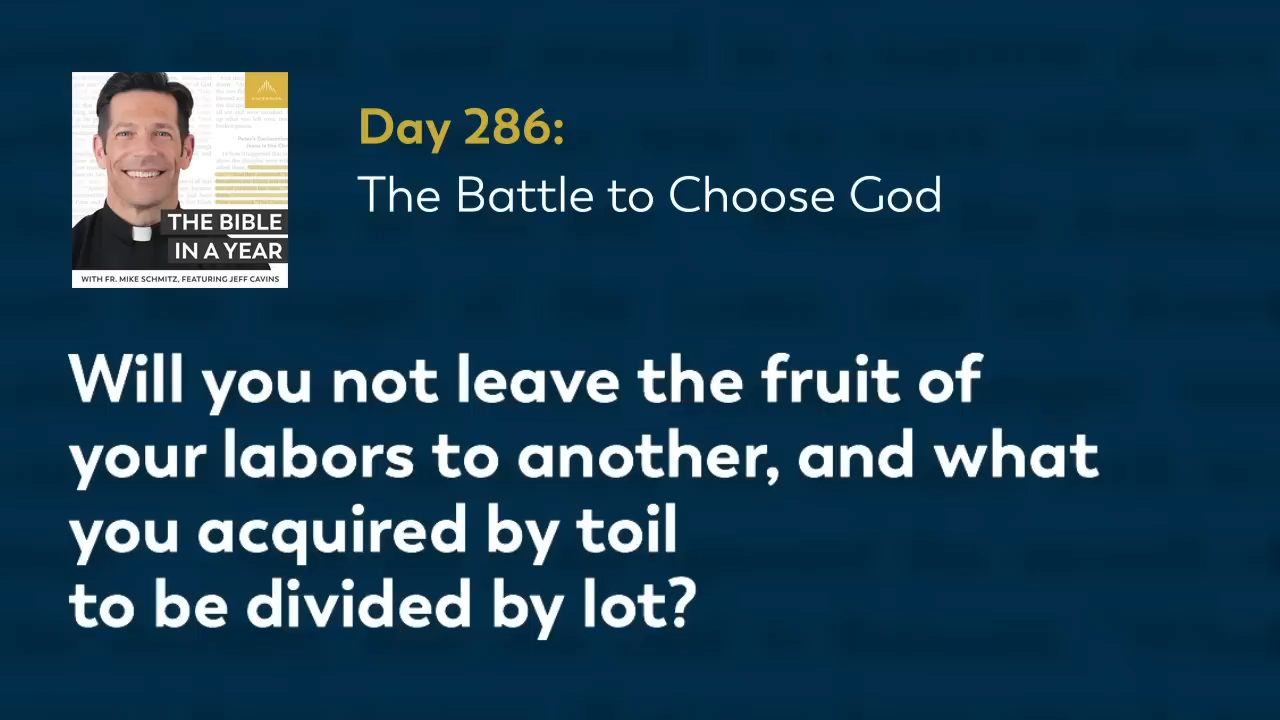 THE BIBLE
IN A YEAR
WITH FR. MIKE SCHMITZ, FEATURING JEFF CAVINS
Day 286:
The Battle to Choose God
Will you not leave the fruit of
your labors to another, and what
you acquired by toil
to be divided by lot?